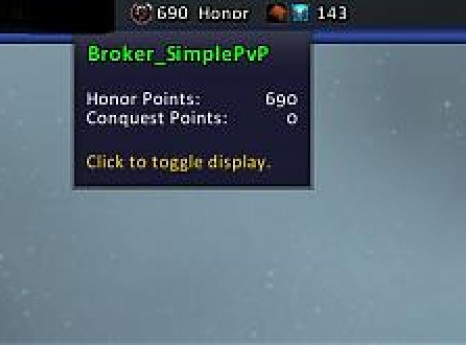 690 Honor 143
Broker_SimplePvP
Honor Points: 690
Conquest Points: 0
Click to toggle display.